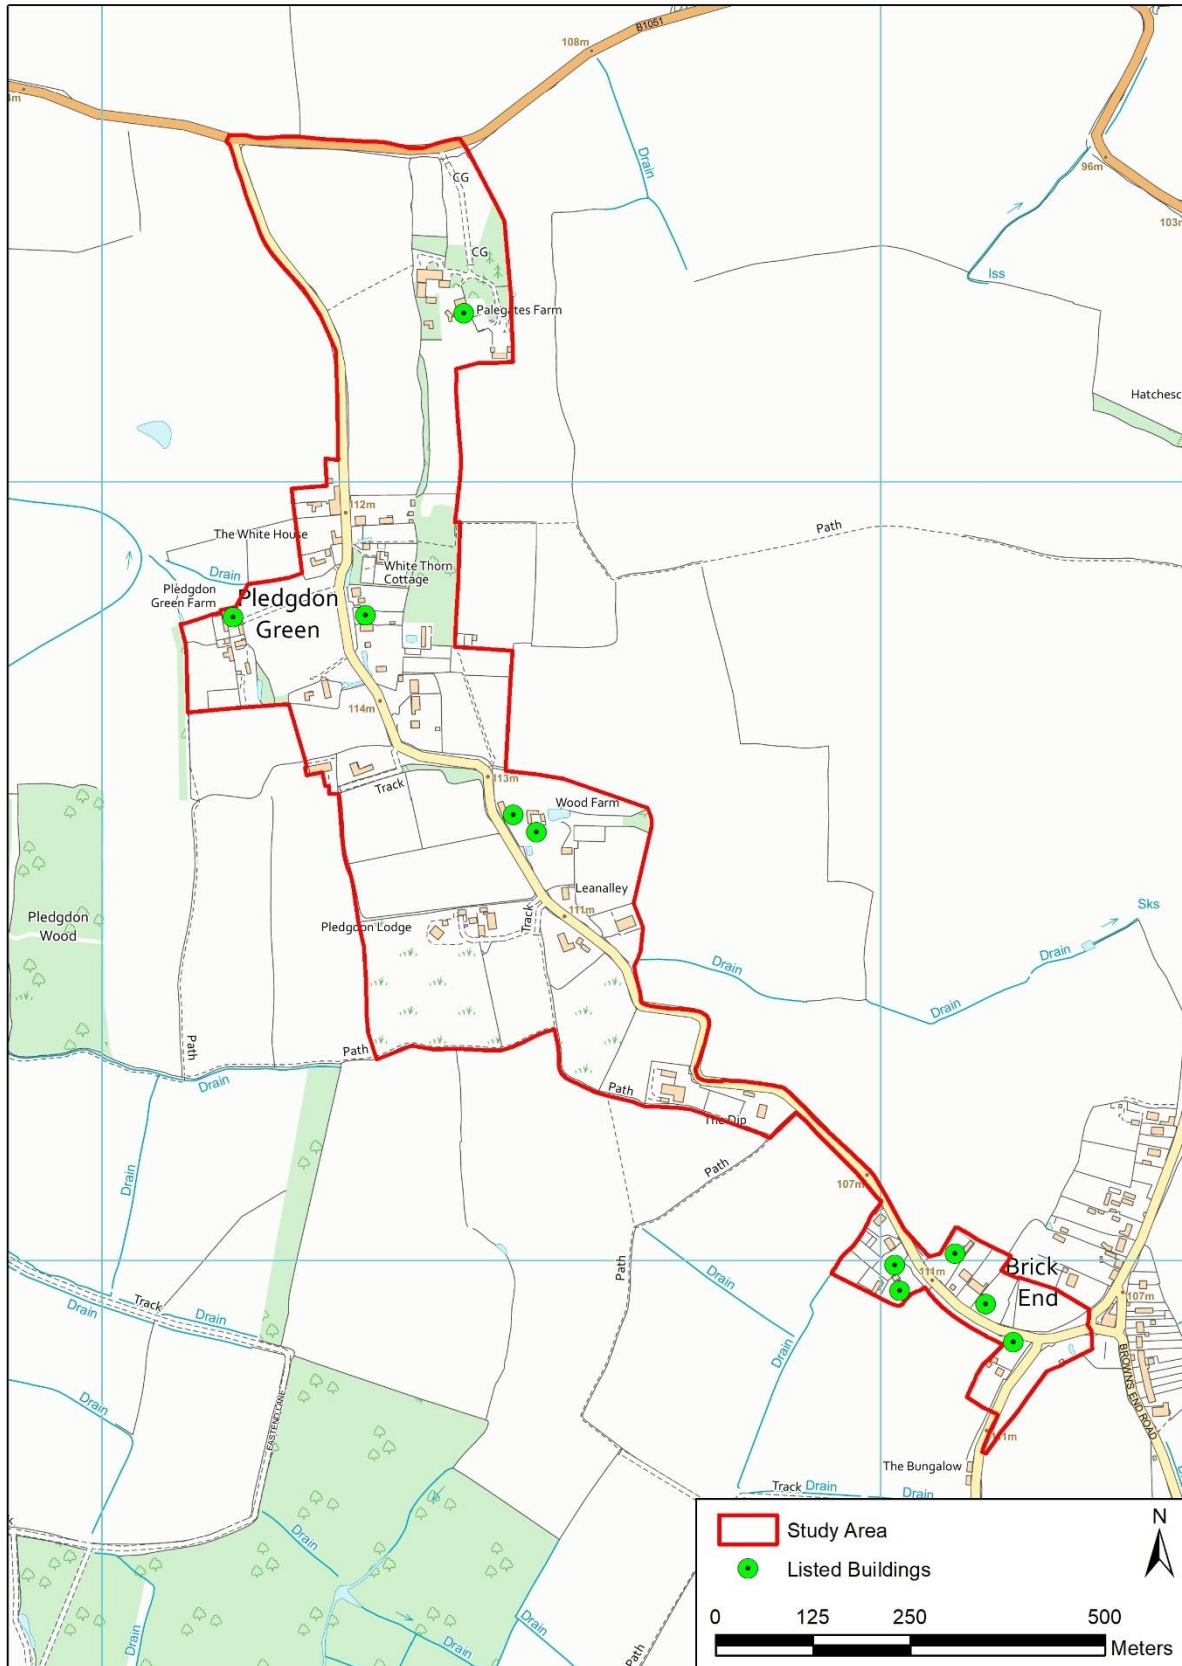 B1051
108m
96m
103m
Drain
CG
CG
Iss
Palegates Farm
Hatchesc
112m
The White House
Path
White Thorn
Cottage
Drain
Pledgdon
Green Farm
Pledgdon
Green
114m
Track
113m
Wood Farm
Leanalley
111m
Track
Pledgdon Lodge
Pledgdon
Wood
Sks
Drain
Drain
Drain
Path
Path
Drain
Path
The Dip
Path
107m
Drain
Path
Drain
Drain
Brick
End
111m
107m
Drain
Track
Drain
Drain
EASTEND LANE
BROWN'S END ROAD
111m
The Bungalow
Track
Drain
Drain
Drain
Drain
Drain
Drain
Path
Study Area
Listed Buildings
N
0 125 250 500
Meters